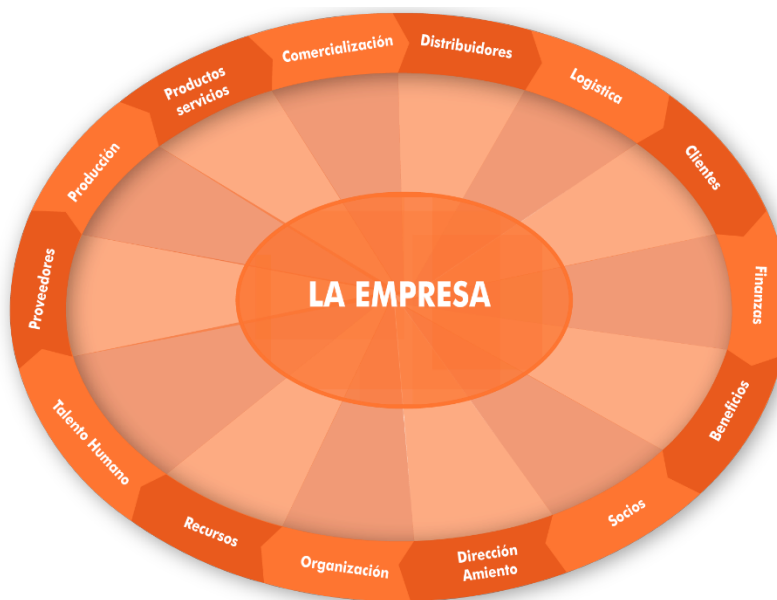 Comercialización
Distribuidores
Logística
Clientes
Finanzas
Beneficios
Socios
Dirección
Amiento
Organización
Recursos
Talento Humano
Proveedores
Producción
Productos
servicios
LA EMPRESA